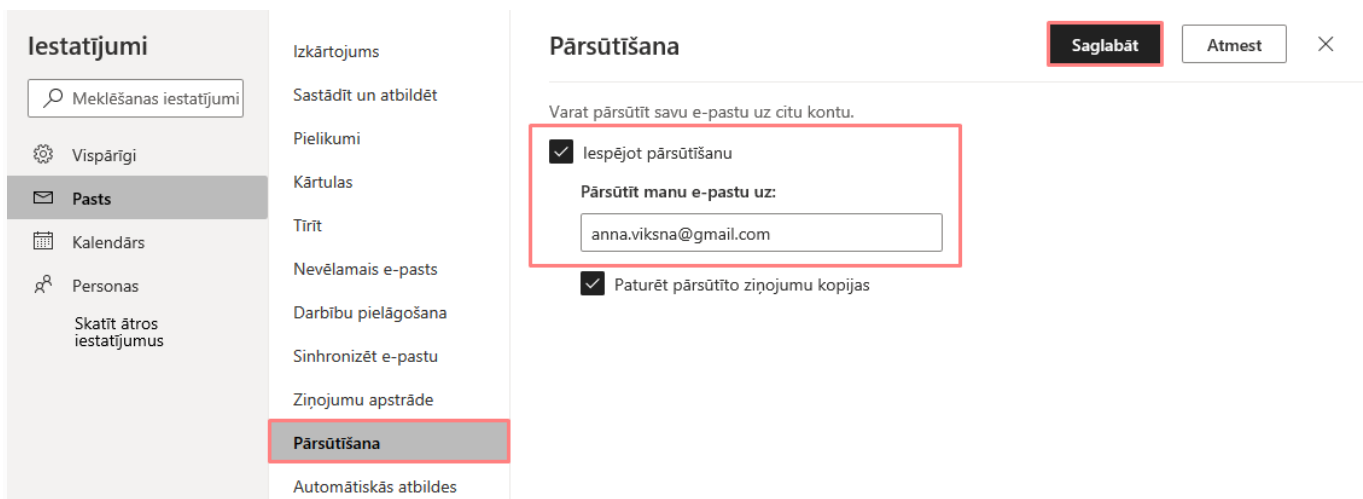 Iestatījumi
Meklēšanas iestatījumi
Vispārīgi
Pasts
Kalendārs
Personas
Skatīt ātros
iestatījumus
Izkārtojums
Sastādīt un atbildēt
Pielikumi
Kārtulas
Tīrīt
Nevēlamais e-pasts
Darbību pielāgošana
Sinhronizēt e-pastu
Ziņojumu apstrāde
Pārsūtīšana
Automātiskās atbildes
Pārsūtīšana
Saglabāt
Atmest
Varat pārsūtīt savu e-pastu uz citu kontu.
Iespējot pārsūtīšanu
Pārsūtīt manu e-pastu uz:
anna.viksna@gmail.com
Paturēt pārsūtīto ziņojumu kopijas